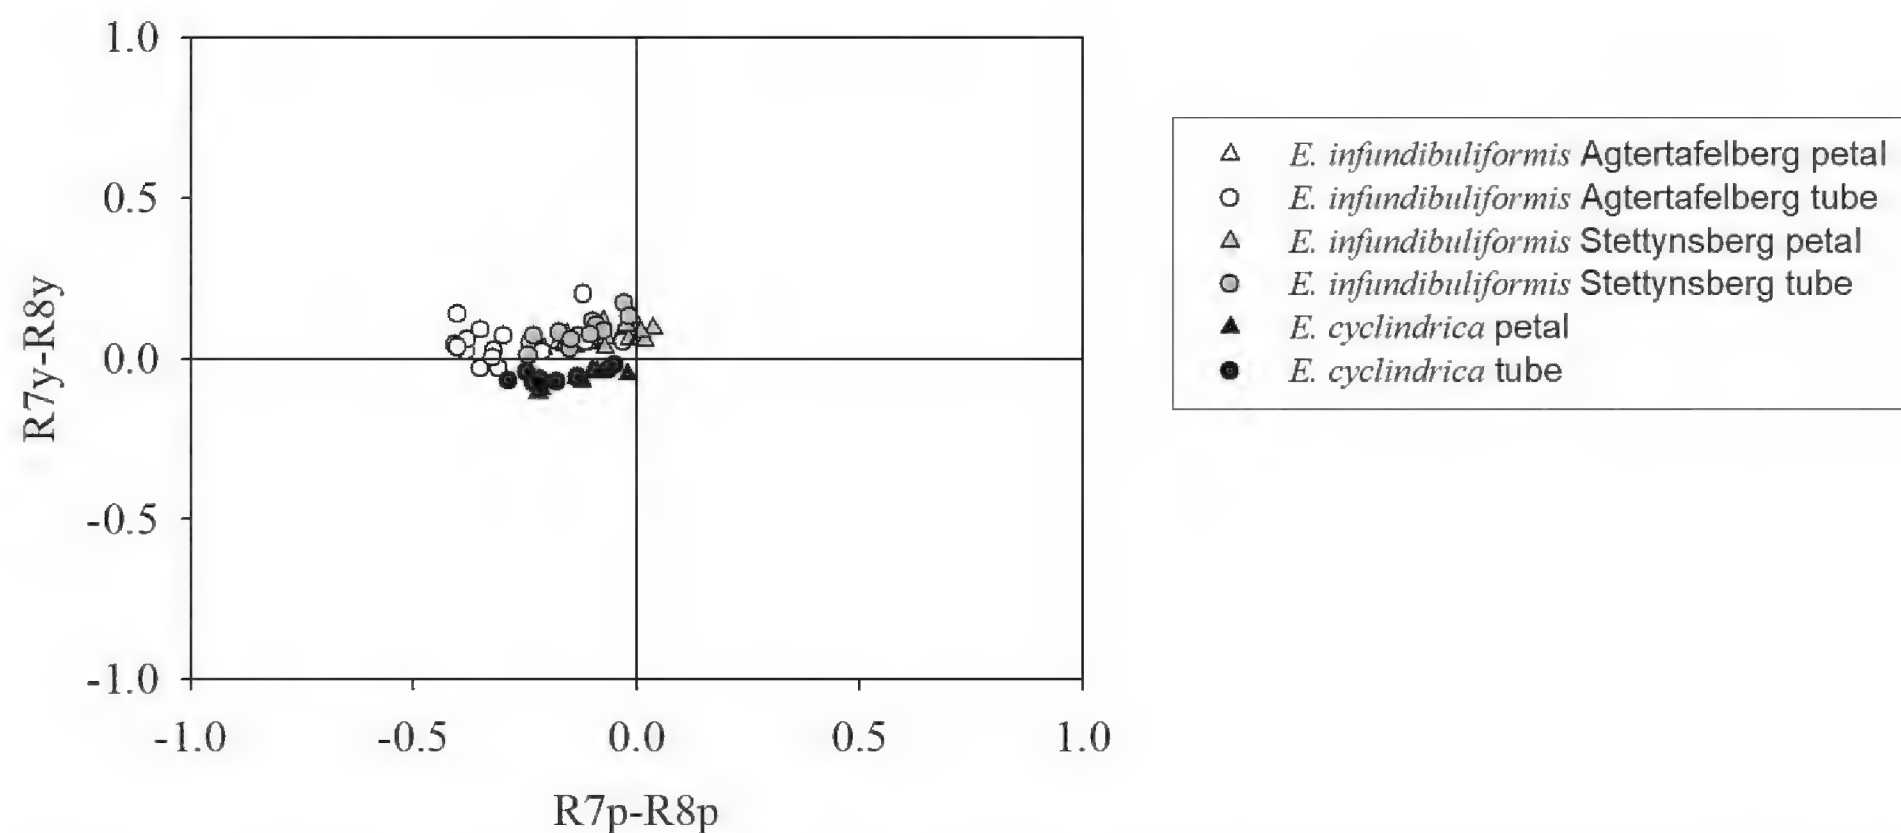 1.0
0.5
0.0
-0.5
-1.0
R7y-R8y
-1.0 -0.5 0.0 0.5 1.0
R7p-R8p
E. infundibuliformis Agtertafelberg petal
E. infundibuliformis Agtertafelberg tube
E. infundibuliformis Stettynsberg petal
E. infundibuliformis Stettynsberg tube
E. cyclindrica petal
E. cyclindrica tube